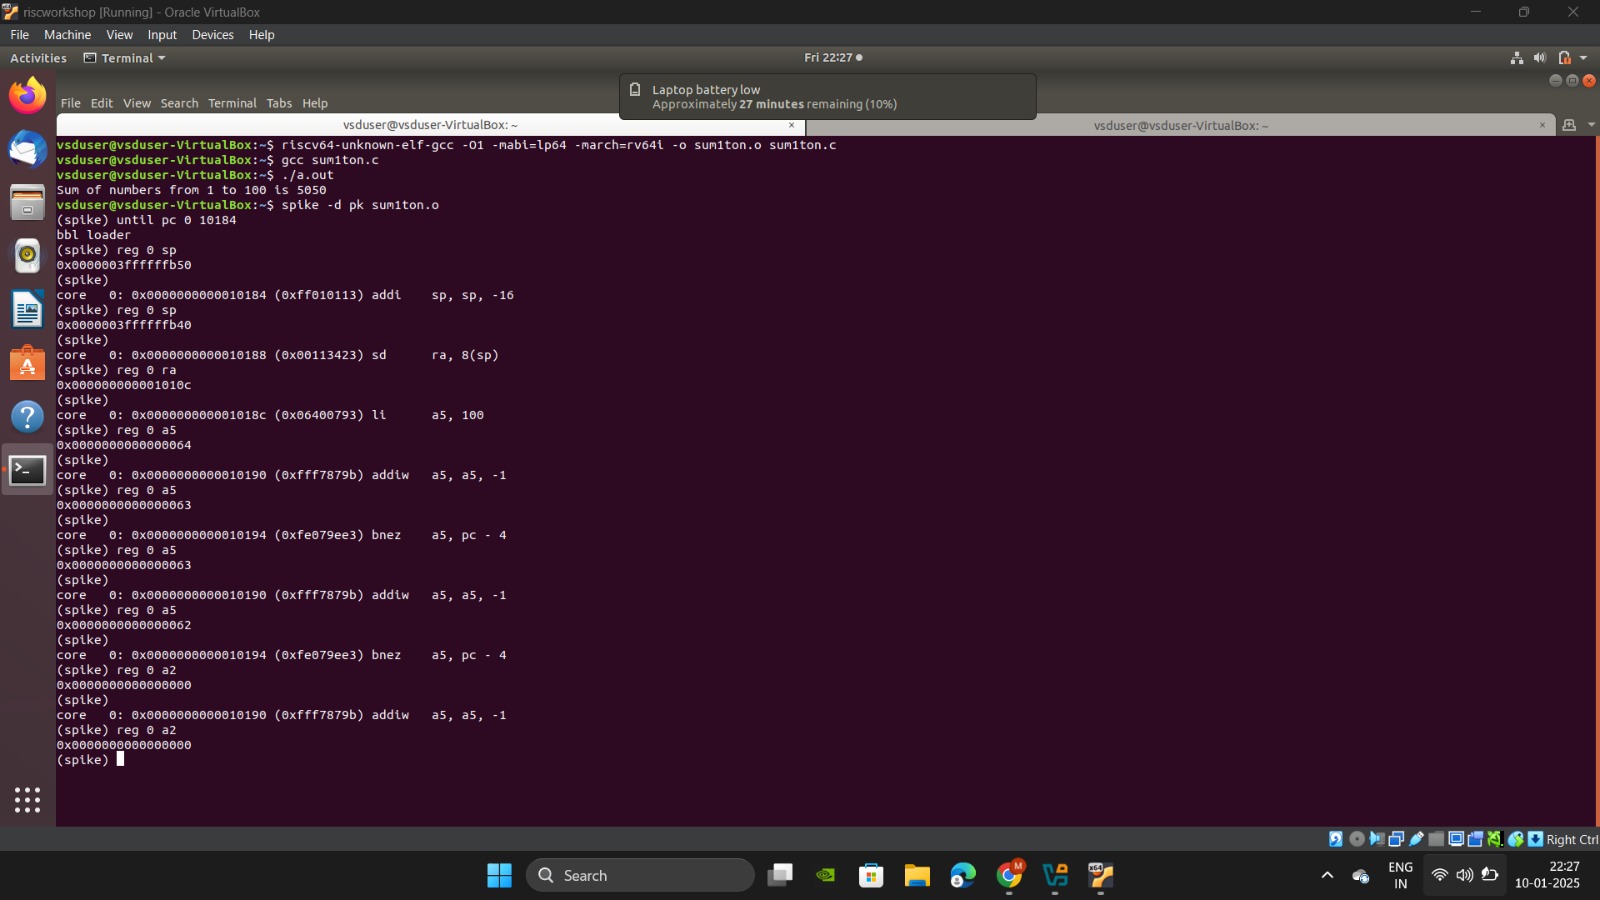 riscworkshop [Running] - Oracle VirtualBox
File Machine View Input Devices Help
Activities Terminal Fri 22:27
Laptop battery low
Approximately 27 minutes remaining (10%)
File Edit View Search Terminal Tabs Help
vsduser@vsduser-VirtualBox: ~ × vsduser@vsduser-VirtualBox: ~ ×
vsduser@vsduser-VirtualBox:~$ riscv64-unknown-elf-gcc -O1 -mabi=lp64 -march=rv64i -o sum1ton.o sum1ton.c
vsduser@vsduser-VirtualBox:~$ gcc sum1ton.c
vsduser@vsduser-VirtualBox:~$ ./a.out
Sum of numbers from 1 to 100 is 5050
vsduser@vsduser-VirtualBox:~$ spike -d pk sum1ton.o
(spike) until pc 0 10184
bbl loader
(spike) reg 0 sp
0x0000003ffffffb50
(spike)
core   0: 0x0000000000010184 (0xff010113) addi    sp, sp, -16
(spike) reg 0 sp
0x0000003ffffffb40
(spike)
core   0: 0x0000000000010188 (0x00113423) sd      ra, 8(sp)
(spike) reg 0 ra
0x000000000001010c
(spike)
core   0: 0x000000000001018c (0x06400793) li      a5, 100
(spike) reg 0 a5
0x0000000000000064
(spike)
core   0: 0x0000000000010190 (0xfff7879b) addiw   a5, a5, -1
(spike) reg 0 a5
0x0000000000000063
(spike)
core   0: 0x0000000000010194 (0xfe079ee3) bnez    a5, pc - 4
(spike) reg 0 a5
0x0000000000000063
(spike)
core   0: 0x0000000000010190 (0xfff7879b) addiw   a5, a5, -1
(spike) reg 0 a5
0x0000000000000062
(spike)
core   0: 0x0000000000010194 (0xfe079ee3) bnez    a5, pc - 4
(spike) reg 0 a2
0x0000000000000000
(spike)
core   0: 0x0000000000010190 (0xfff7879b) addiw   a5, a5, -1
(spike) reg 0 a2
0x0000000000000000
(spike)
Right Ctrl
Search
ENG
IN
22:27
10-01-2025